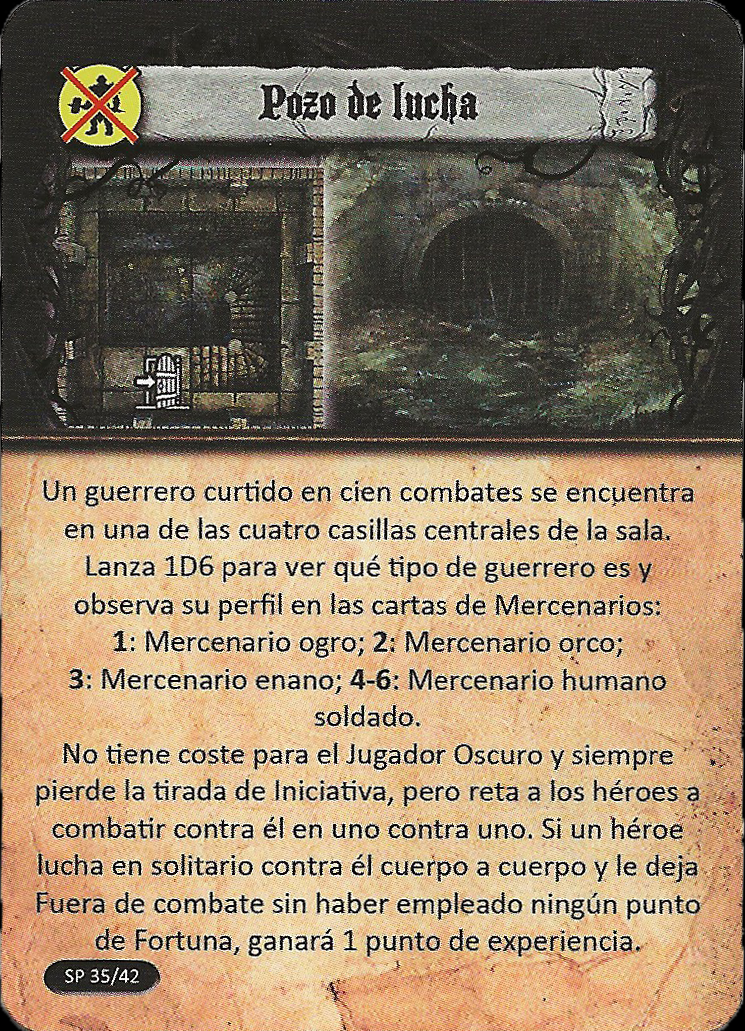 Pozo de lucha
Un guerrero curtido en cien combates se encuentra
en una de las cuatro casillas centrales de la sala.
Lanza 1D6 para ver qué tipo de guerrero es y
observa su perfil en las cartas de Mercenarios:
1: Mercenario ogro; 2: Mercenario orco;
3: Mercenario enano; 4-6: Mercenario humano
soldado.
No tiene coste para el Jugador Oscuro y siempre
pierde la tirada de Iniciativa, pero reta a los héroes a
combatir contra él en uno contra uno. Si un héroe
lucha en solitario contra él cuerpo a cuerpo y le deja
Fuera de combate sin haber empleado ningún punto
de Fortuna, ganará 1 punto de experiencia.
SP 35/42